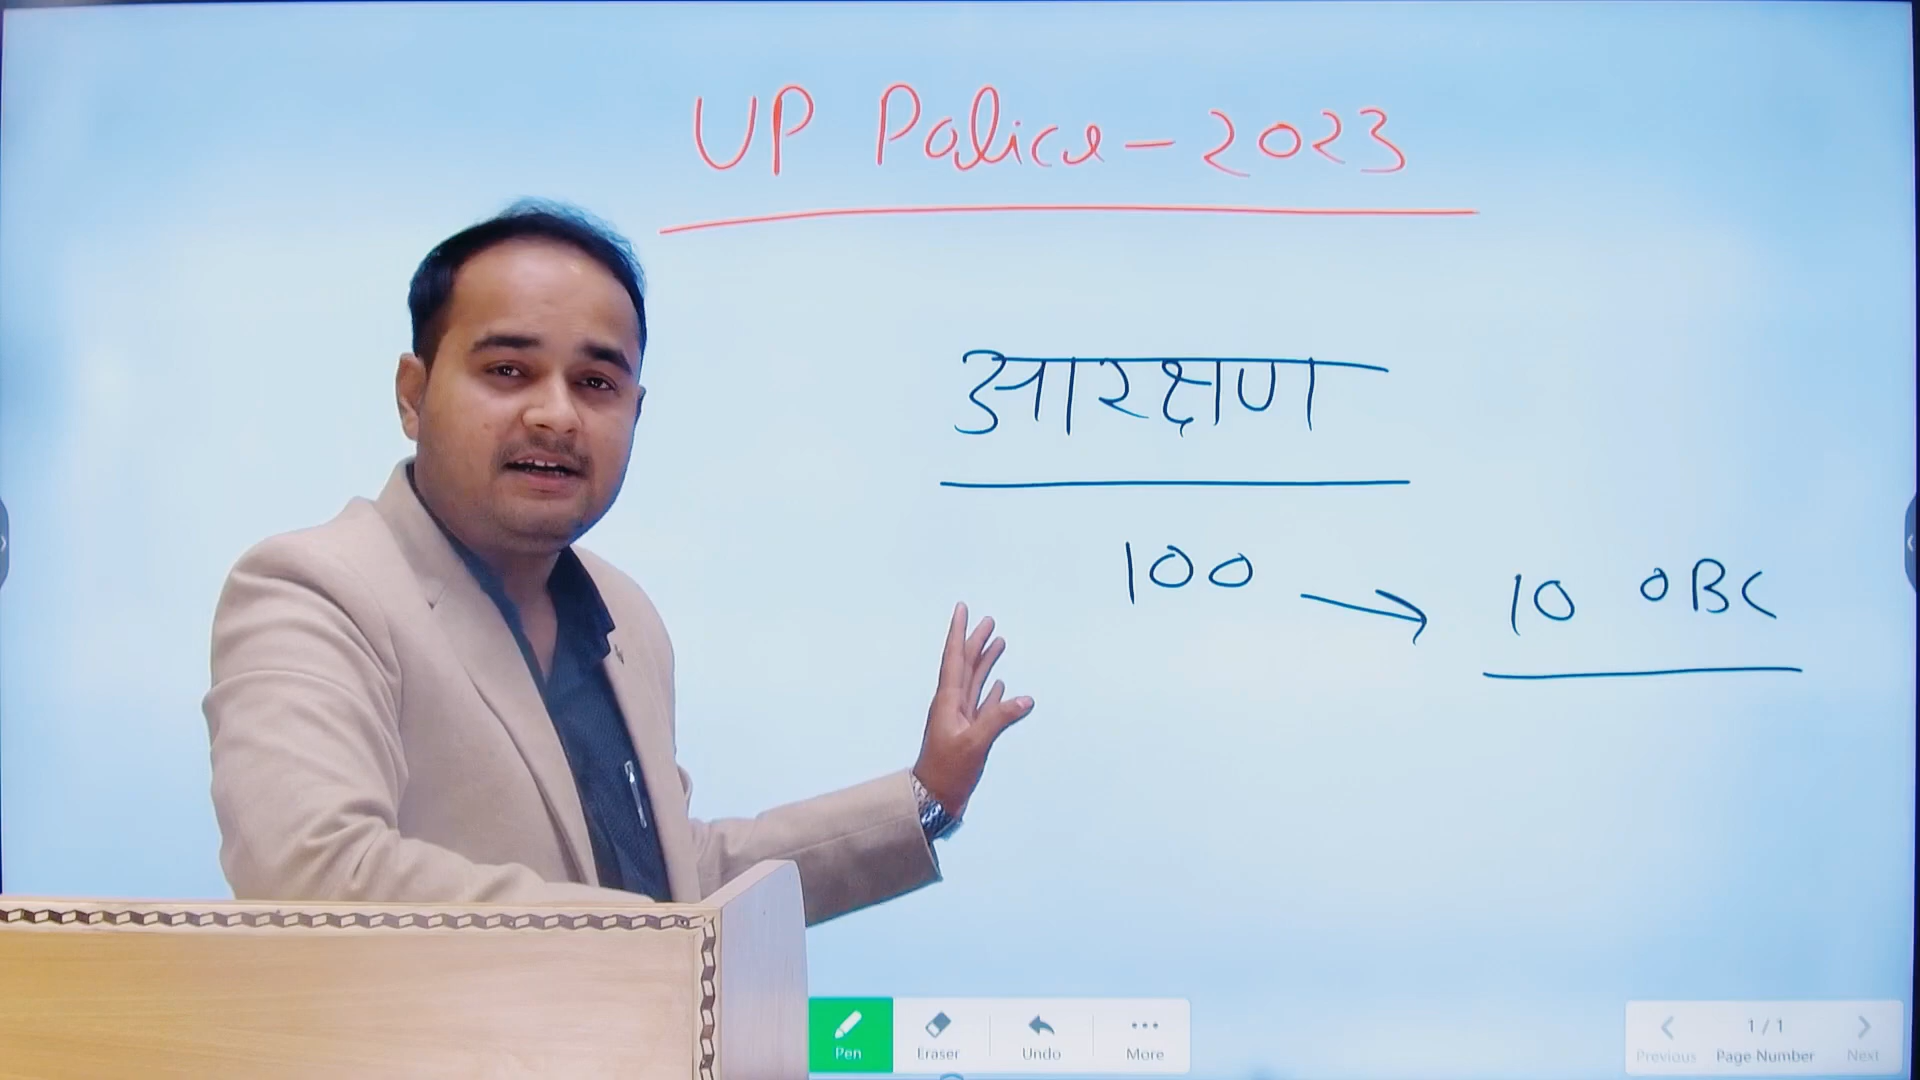 UP Police-2023
आरक्षण
100 → 10 OBC
Pen Eraser Undo More
1 / 1
Previous Page Number Next